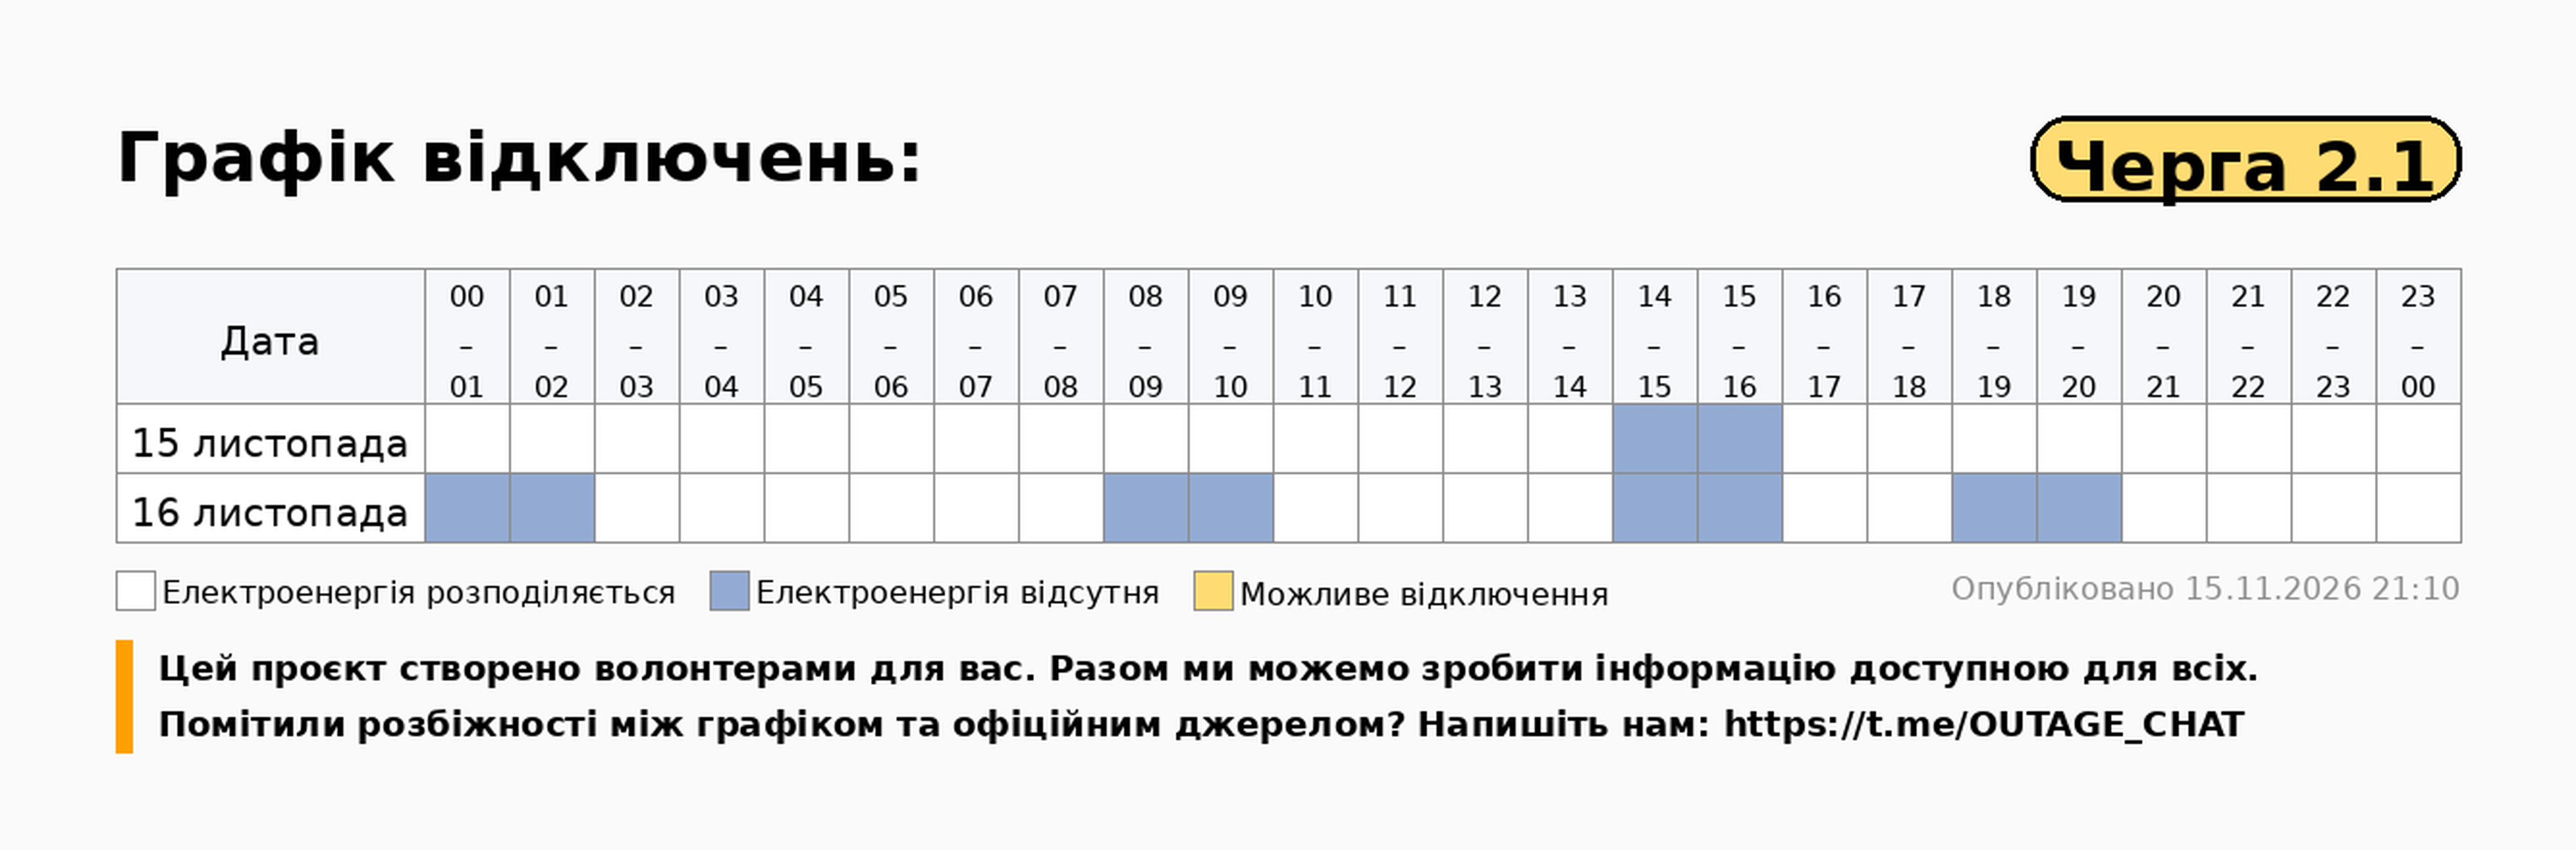 Графік відключень:
Черга 2.1
Дата 00 – 01 01 – 02 02 – 03 03 – 04 04 – 05 05 – 06 06 – 07 07 – 08 08 – 09 09 – 10 10 – 11 11 – 12 12 – 13 13 – 14 14 – 15 15 – 16 16 – 17 17 – 18 18 – 19 19 – 20 20 – 21 21 – 22 22 – 23 23 – 00
15 листопада
16 листопада
Електроенергія розподіляється Електроенергія відсутня Можливе відключення
Опубліковано 15.11.2026 21:10
Цей проєкт створено волонтерами для вас. Разом ми можемо зробити інформацію доступною для всіх.
Помітили розбіжності між графіком та офіційним джерелом? Напишіть нам: https://t.me/OUTAGE_CHAT